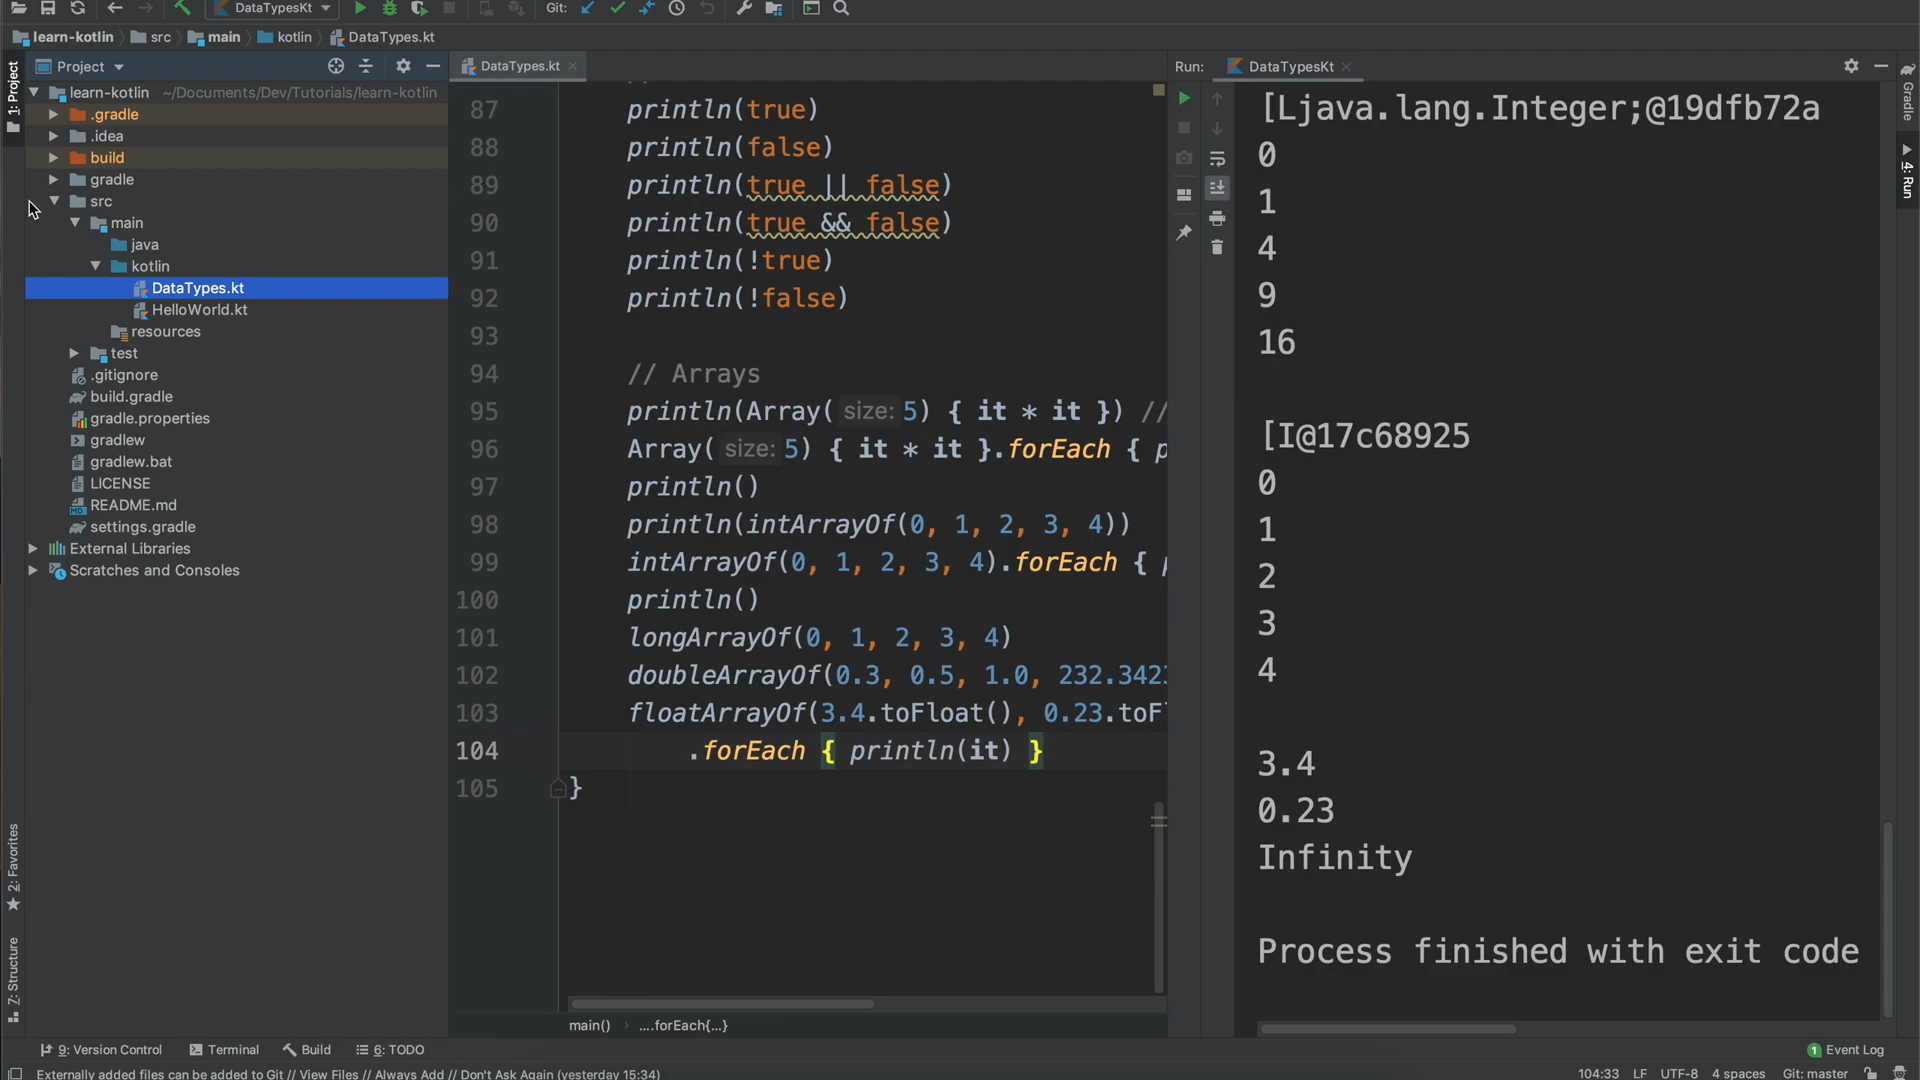 DataTypesKt
Git:
learn-kotlin
src
main
kotlin
DataTypes.kt
1: Project
2: Favorites
7: Structure
Project
learn-kotlin ~/Documents/Dev/Tutorials/learn-kotlin
.gradle
.idea
build
gradle
src
main
java
kotlin
DataTypes.kt
HelloWorld.kt
resources
test
.gitignore
build.gradle
gradle.properties
gradlew
gradlew.bat
LICENSE
README.md
settings.gradle
External Libraries
Scratches and Consoles
DataTypes.kt
87 println(true)
88 println(false)
89 println(true || false)
90 println(true && false)
91 println(!true)
92 println(!false)
93
94 // Arrays
95 println(Array( size: 5) { it * it }) //
96 Array( size: 5) { it * it }.forEach { p
97 println()
98 println(intArrayOf(0, 1, 2, 3, 4))
99 intArrayOf(0, 1, 2, 3, 4).forEach { p
100 println()
101 longArrayOf(0, 1, 2, 3, 4)
102 doubleArrayOf(0.3, 0.5, 1.0, 232.3423
103 floatArrayOf(3.4.toFloat(), 0.23.toFl
104 .forEach { println(it) }
105 }
main() ....forEach{...}
Run: DataTypesKt
[Ljava.lang.Integer;@19dfb72a
0
1
4
9
16
[I@17c68925
0
1
2
3
4
3.4
0.23
Infinity
Process finished with exit code
Gradle
4: Run
9: Version Control
Terminal
Build
6: TODO
1 Event Log
Externally added files can be added to Git // View Files // Always Add // Don't Ask Again (yesterday 15:34)
104:33 LF UTF-8 4 spaces Git: master